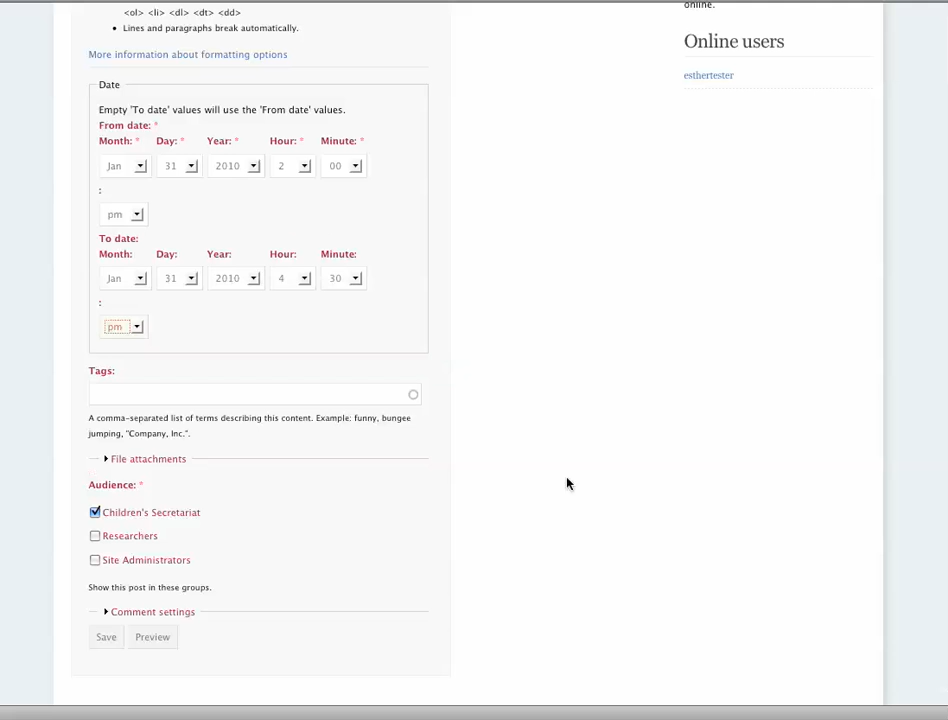 <ol> <li> <dl> <dt> <dd>
online.
• Lines and paragraphs break automatically.
More information about formatting options
Online users
esthertester
Date
Empty 'To date' values will use the 'From date' values.
From date: *
Month: * Day: * Year: * Hour: * Minute: *
Jan 31 2010 2 00
:
pm
To date:
Month: Day: Year: Hour: Minute:
Jan 31 2010 4 30
:
pm
Tags:
A comma-separated list of terms describing this content. Example: funny, bungee
jumping, "Company, Inc.".
File attachments
Audience: *
Children's Secretariat
Researchers
Site Administrators
Show this post in these groups.
Comment settings
Save Preview